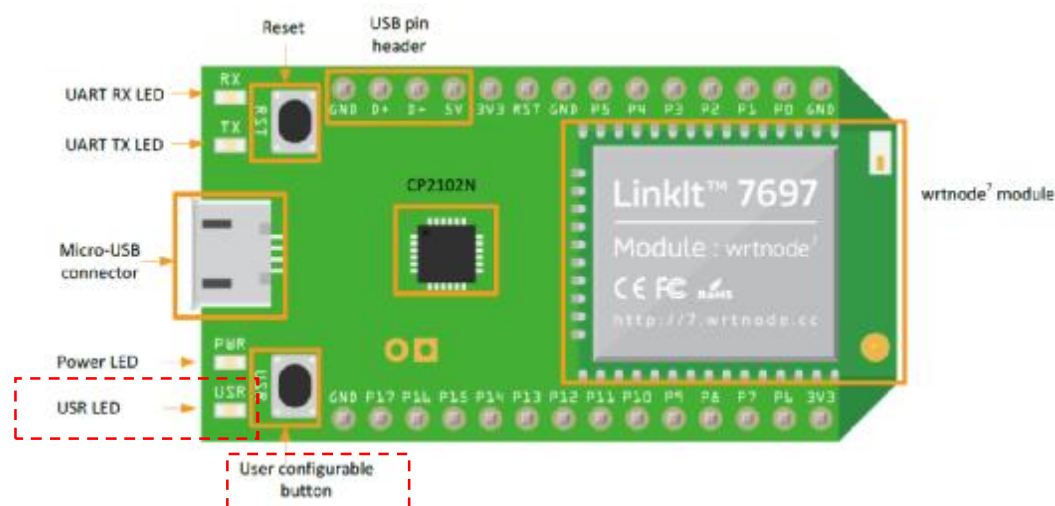 Reset
USB pin
header
UART RX LED
UART TX LED
RX
TX
RST
GND D+ D+ 5V 3V3 RST GND P5 P4 P3 P2 P1 P0 GND
CP2102N
LinkIt™ 7697
Module : wrtnode⁷
CE FC RoHS
http://7.wrtnode.cc
wrtnode⁷ module
Micro-USB
connector
Power LED
USR LED
PWR
USR
USR
GND P17 P16 P15 P14 P13 P12 P11 P10 P9 P8 P7 P6 3V3
User configurable
button